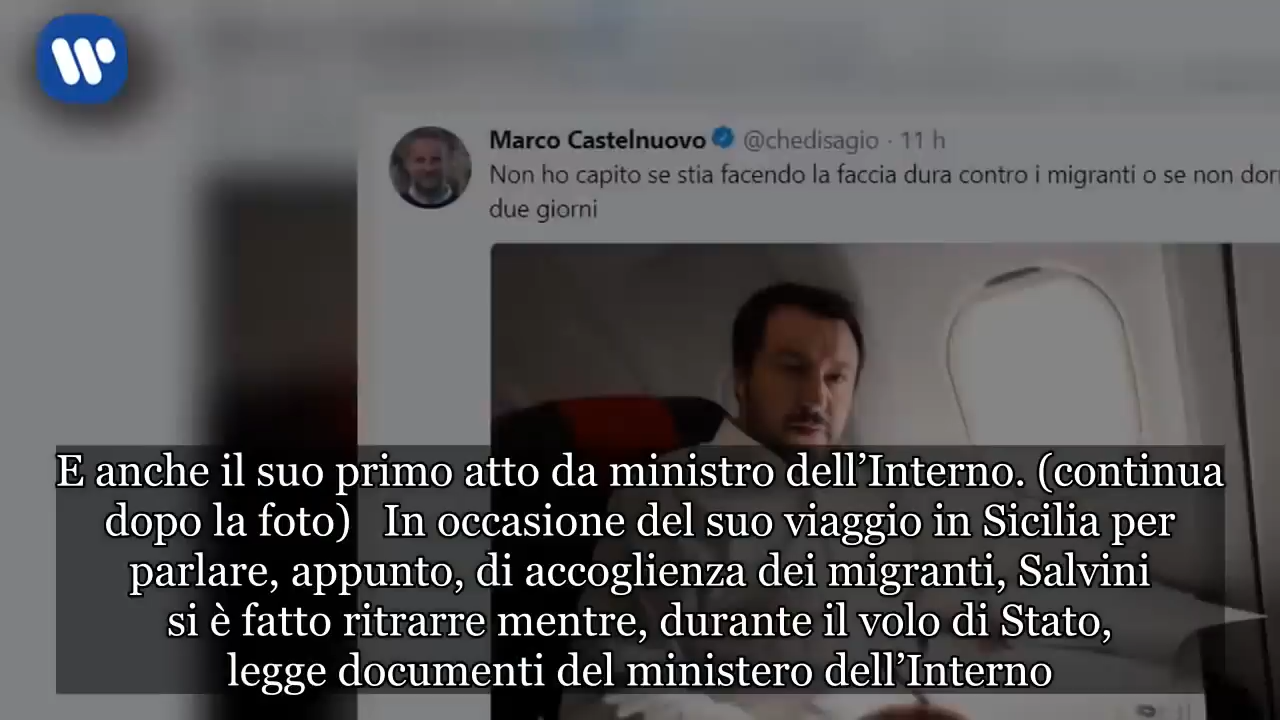 Marco Castelnuovo @chedisagio · 11 h
Non ho capito se stia facendo la faccia dura contro i migranti o se non
due giorni
E anche il suo primo atto da ministro dell’Interno. (continua
dopo la foto) In occasione del suo viaggio in Sicilia per
parlare, appunto, di accoglienza dei migranti, Salvini
si è fatto ritrarre mentre, durante il volo di Stato,
legge documenti del ministero dell’Interno